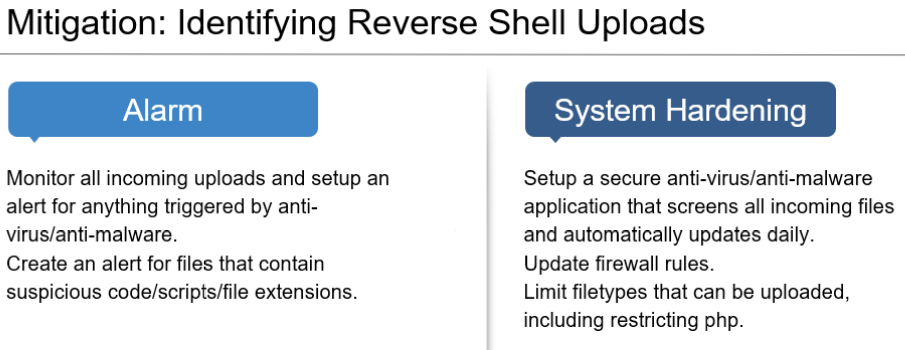 Mitigation: Identifying Reverse Shell Uploads
Alarm
Monitor all incoming uploads and setup an
alert for anything triggered by anti-
virus/anti-malware.
Create an alert for files that contain
suspicious code/scripts/file extensions.
System Hardening
Setup a secure anti-virus/anti-malware
application that screens all incoming files
and automatically updates daily.
Update firewall rules.
Limit filetypes that can be uploaded,
including restricting php.